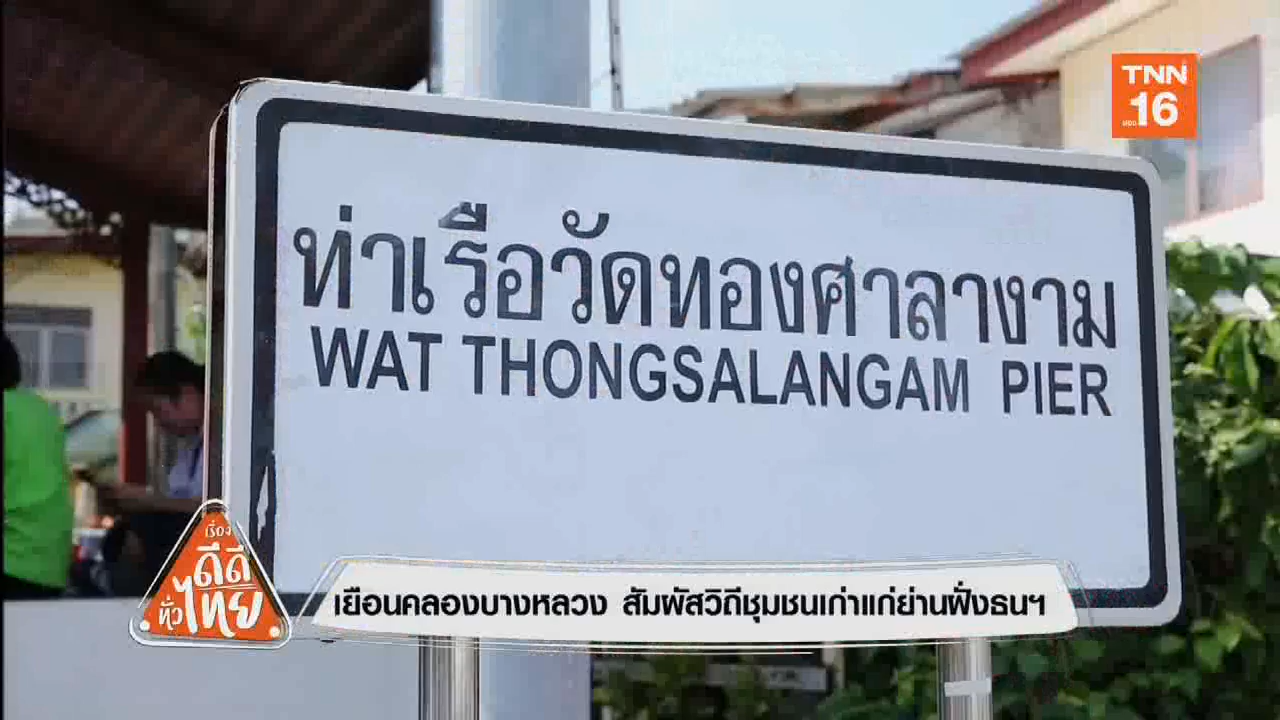 TNN
16
ท่าเรือวัดทองศาลางาม
WAT THONGSALANGAM PIER
เรื่อง
ดีดี
ทั่วไทย
เยือนคลองบางหลวง สัมผัสวิถีชุมชนเก่าแก่ย่านฝั่งธนฯ